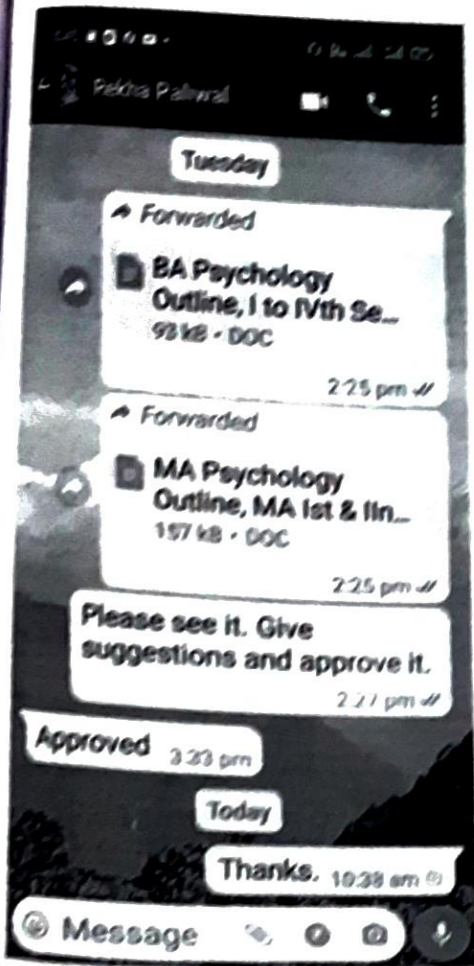 Rekha Paliwal
Tuesday
Forwarded
BA Psychology
Outline, I to IVth Se...
93 kB • DOC
2:25 pm
Forwarded
MA Psychology
Outline, MA Ist & IIn...
157 kB • DOC
2:25 pm
Please see it. Give
suggestions and approve it.
2:27 pm
Approved 3:33 pm
Today
Thanks. 10:38 am
Message